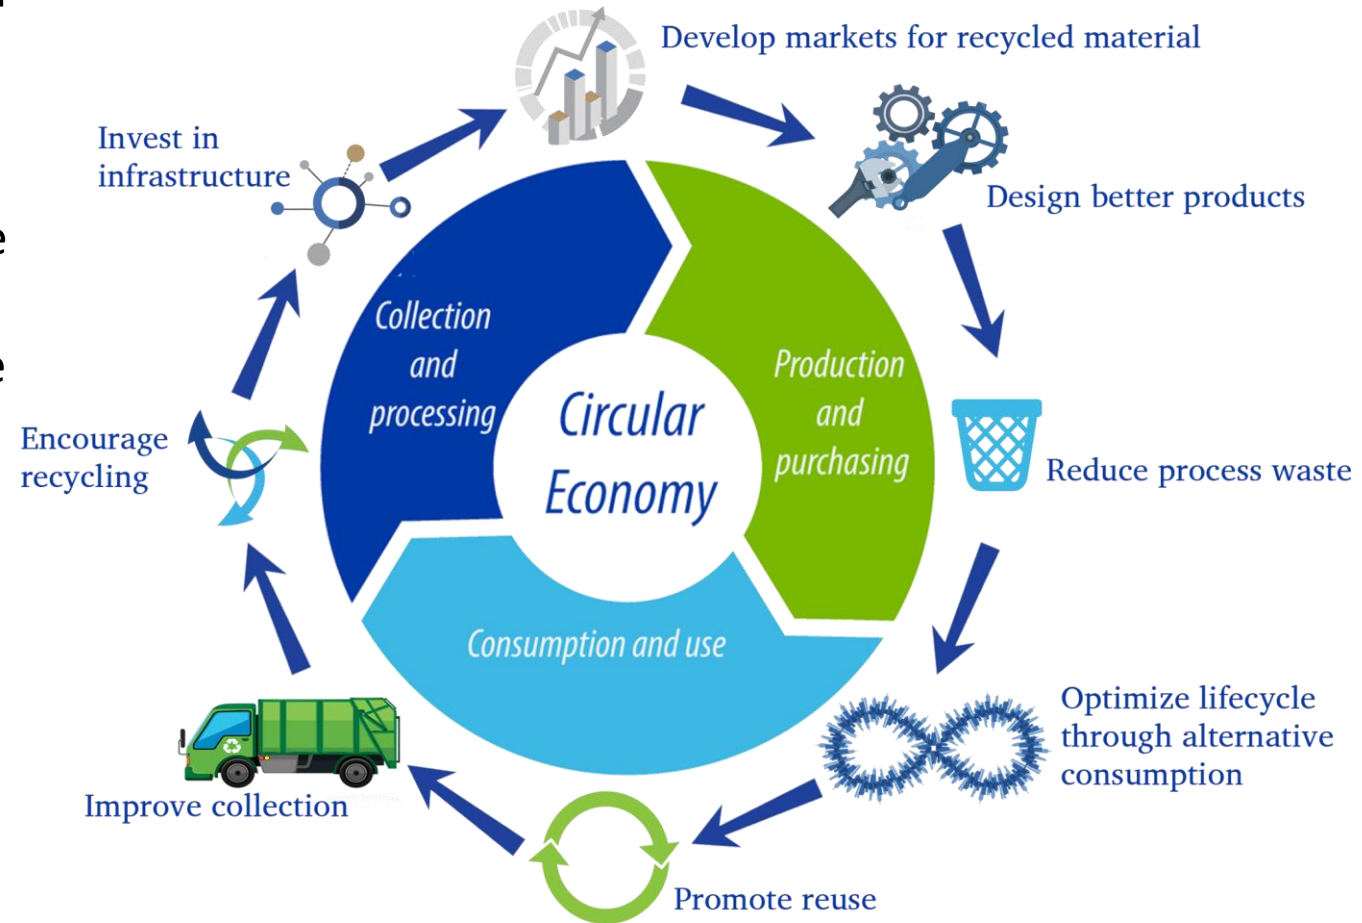 Develop markets for recycled material
Invest in
infrastructure
Design better products
e
Collection
and
processing
Production
and
purchasing
e
Circular
Economy
Encourage
recycling
Reduce process waste
Consumption and use
Optimize lifecycle
through alternative
consumption
Improve collection
Promote reuse